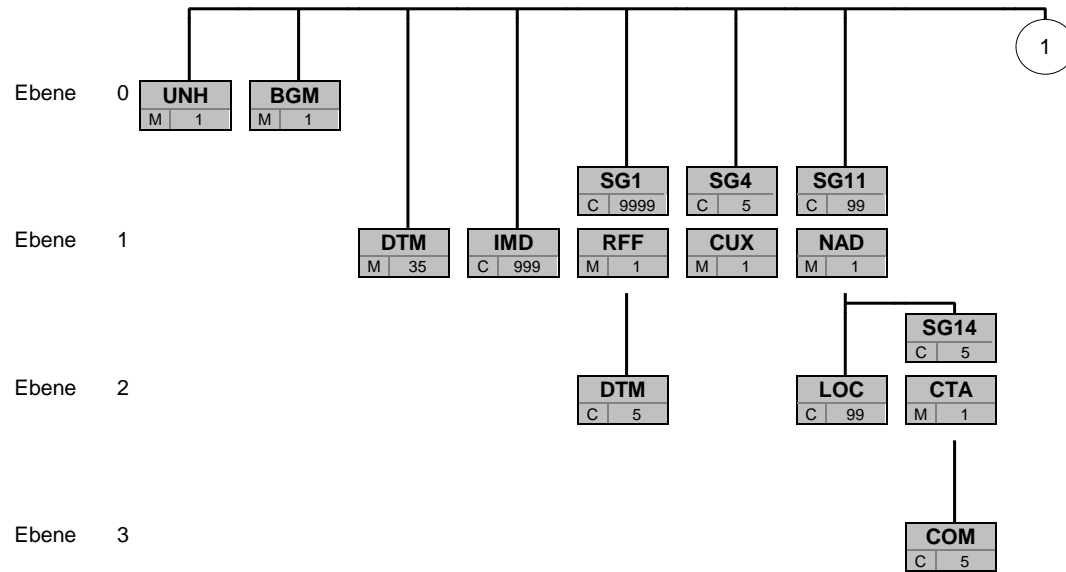 1
Ebene 0 UNH BGM
M 1 M 1
SG1 SG4 SG11
C 9999 C 5 C 99
Ebene 1 DTM IMD RFF CUX NAD
M 35 C 999 M 1 M 1 M 1
SG14
C 5
Ebene 2 DTM LOC CTA
C 5 C 99 M 1
Ebene 3 COM
C 5